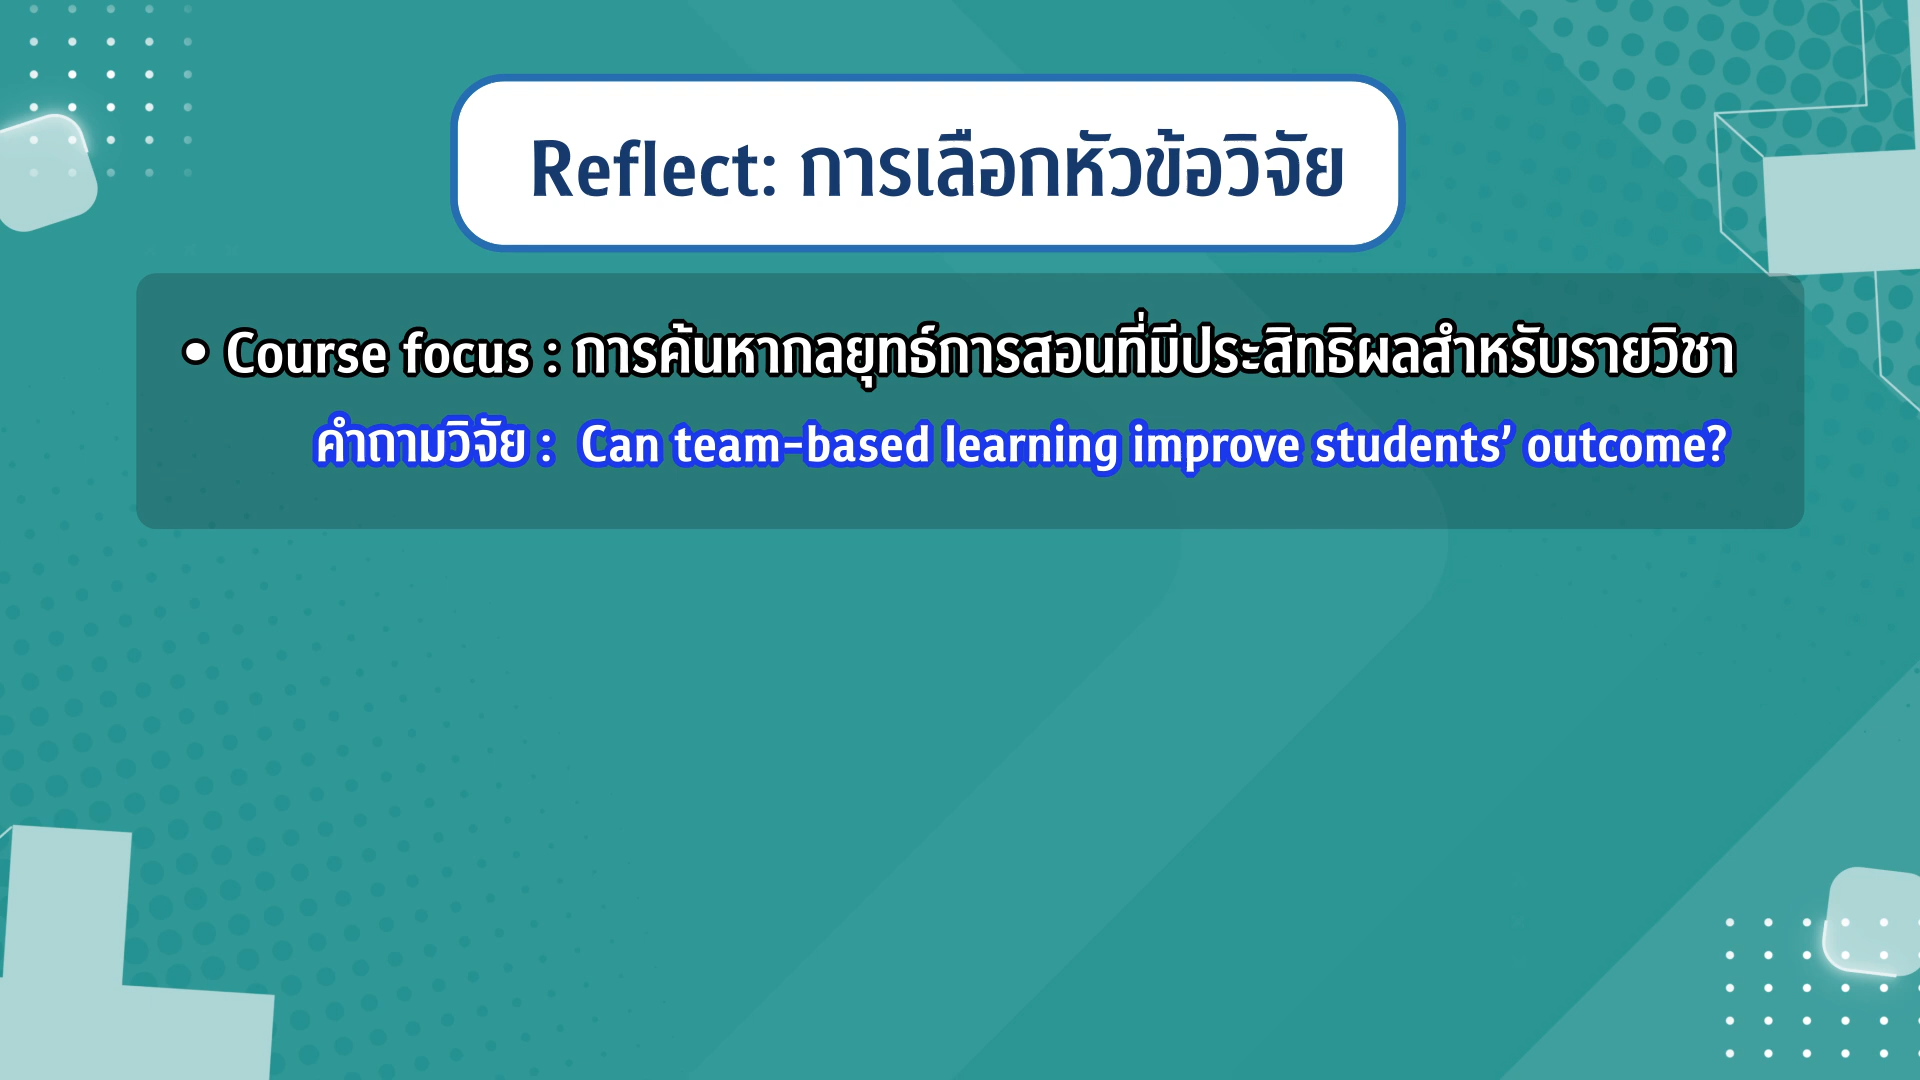 Reflect: การเลือกหัวข้อวิจัย
• Course focus : การค้นหากลยุทธ์การสอนที่มีประสิทธิผลสำหรับรายวิชา
คำถามวิจัย : Can team-based learning improve students’ outcome?